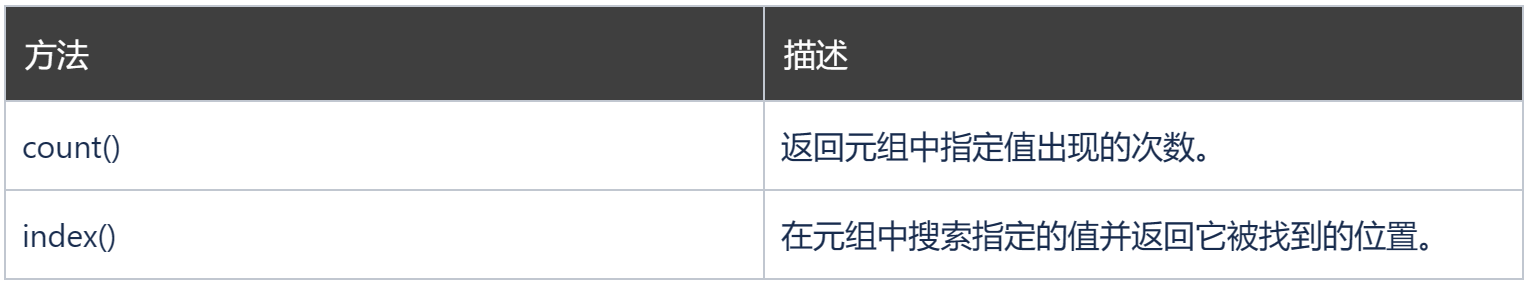 方法 描述
count() 返回元组中指定值出现的次数。
index() 在元组中搜索指定的值并返回它被找到的位置。